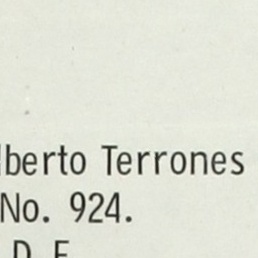 lberto Terrones
No. 924.
D. F.